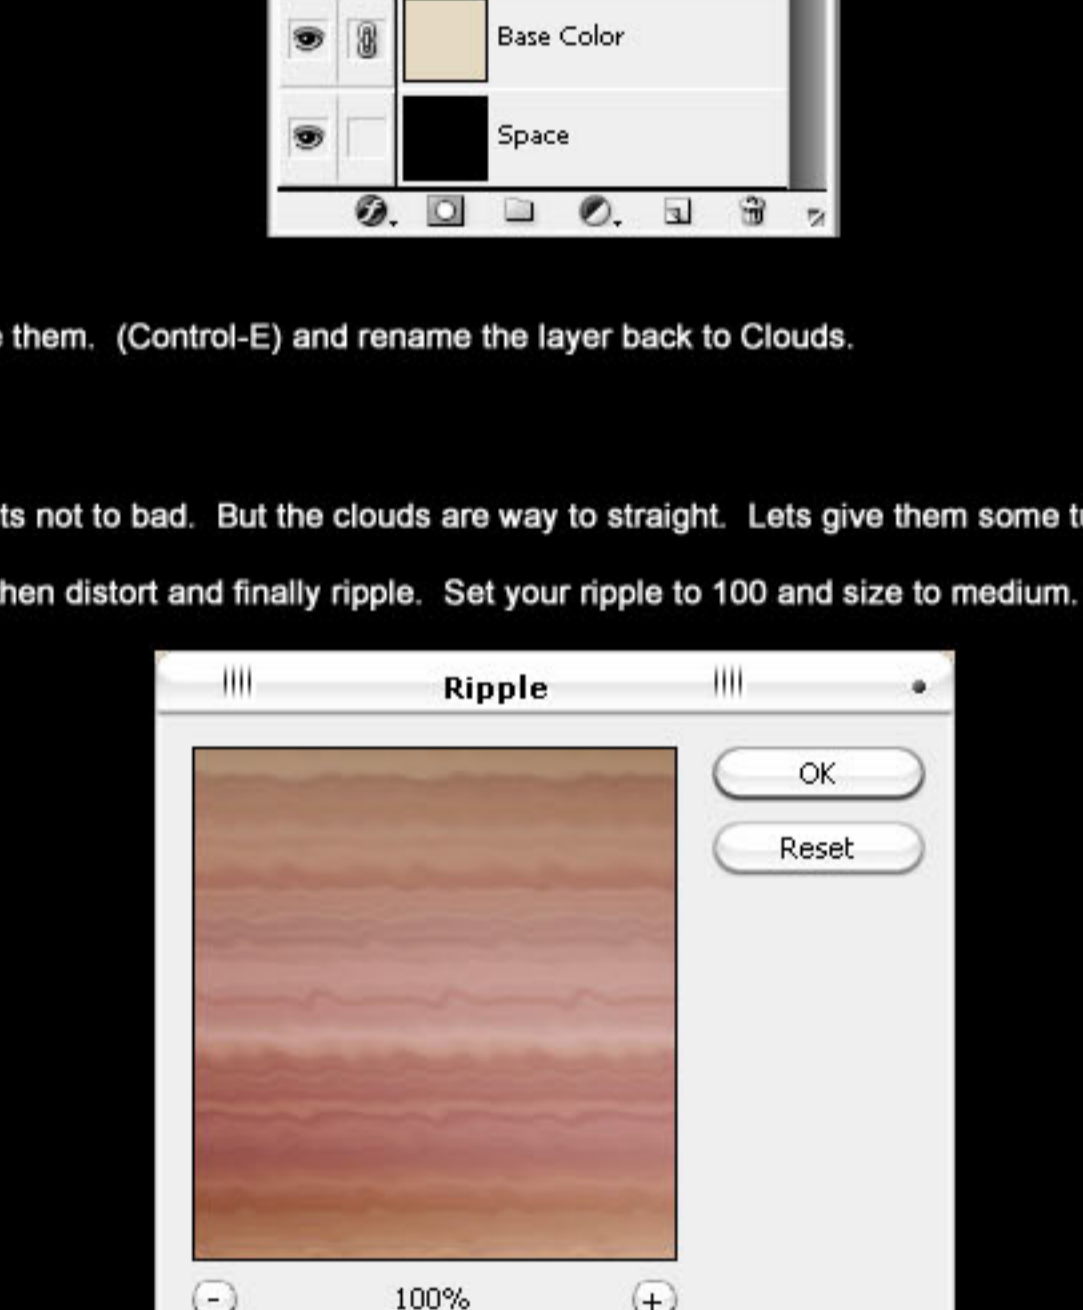 Base Color
Space
them. (Control-E) and rename the layer back to Clouds.
ts not to bad. But the clouds are way to straight. Lets give them some
hen distort and finally ripple. Set your ripple to 100 and size to medium.
Ripple
OK
Reset
- 100% +